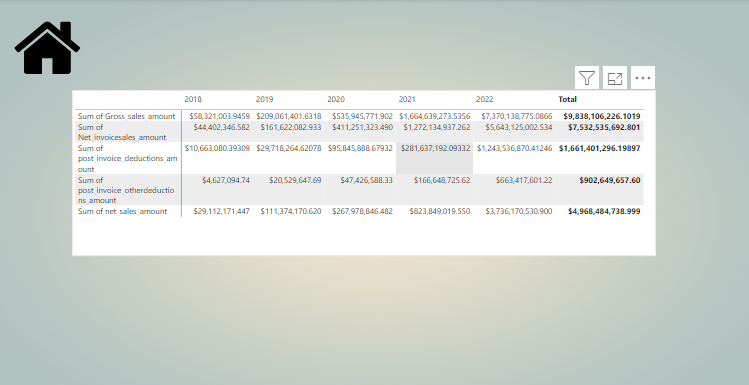 2018 2019 2020 2021 2022 Total
Sum of Gross_sales_amount $58,321,003.9459 $209,061,401.6318 $535,945,771.902 $1,664,639,273.5356 $7,370,138,775.0866 $9,838,106,226.1019
Sum of $44,402,346.582 $161,622,082.933 $411,251,323.490 $1,272,134,937.262 $5,643,125,002.534 $7,532,535,692.801
Net_invoicesales_amount
Sum of $10,663,080.39309 $29,718,264.62078 $95,845,888.67932 $281,637,192.09332 $1,243,536,870.41246 $1,661,401,296.19897
post_invoice_deductions_am
ount
Sum of $4,627,094.74 $20,529,647.69 $47,426,588.33 $166,648,725.62 $663,417,601.22 $902,649,657.60
post_invoice_otherdeductio
ns_amount
Sum of net_sales_amount $29,112,171.447 $111,374,170.620 $267,978,846.482 $823,849,019.550 $3,736,170,530.900 $4,968,484,738.999